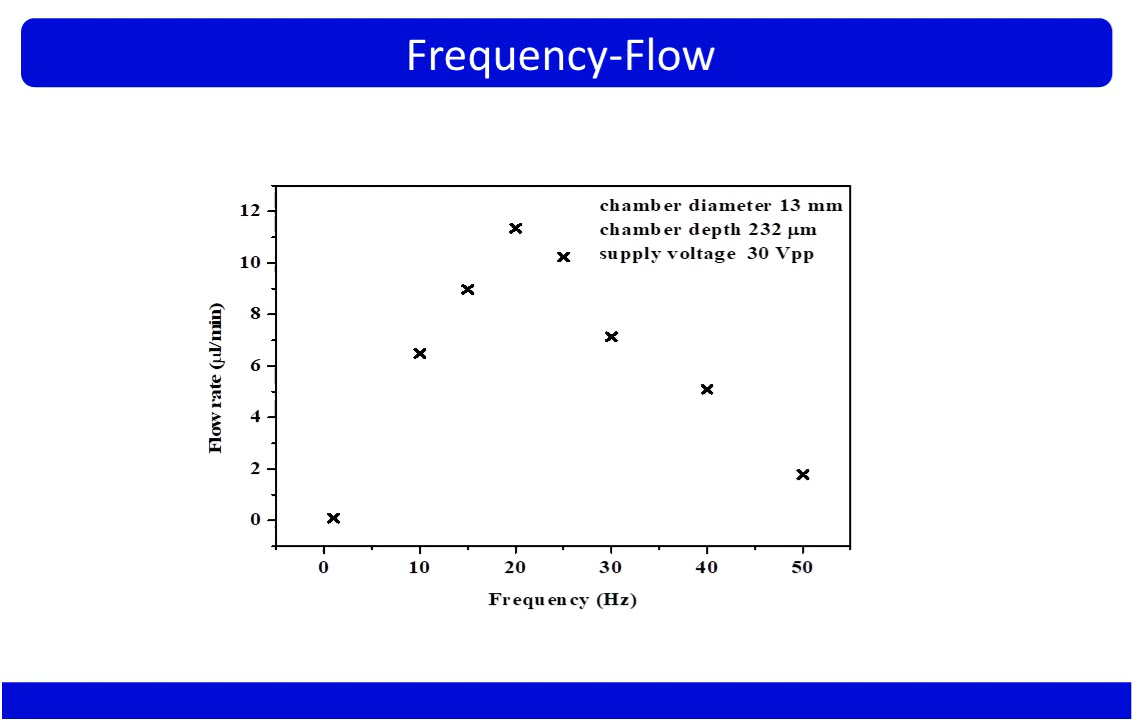 Frequency-Flow
chamber diameter 13 mm
chamber depth 232 μm
supply voltage 30 Vpp
12
10
8
6
4
2
0
Flow rate (μl/min)
0 10 20 30 40 50
Frequency (Hz)